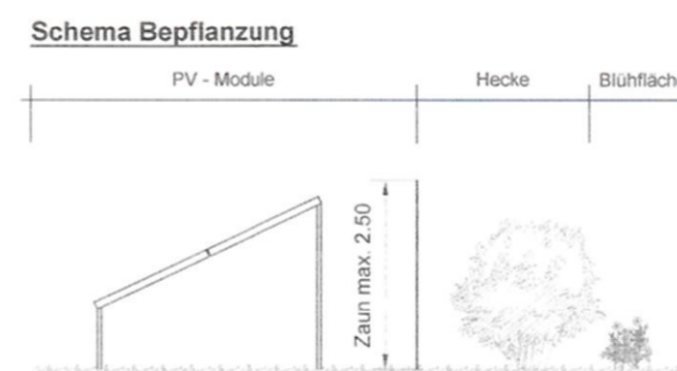 Schema Bepflanzung
PV - Module Hecke Blühfläch
Zaun max. 2.50